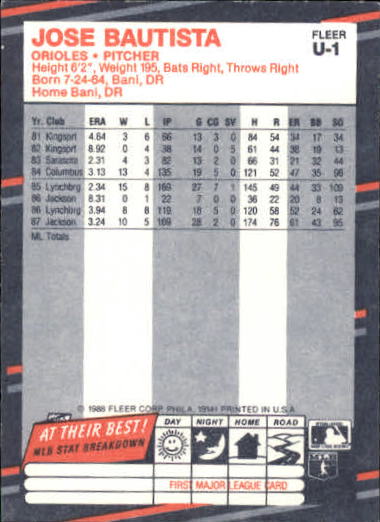 JOSE BAUTISTA
ORIOLES • PITCHER
FLEER
U-1
Height 6'2", Weight 195, Bats Right, Throws Right
Born 7-24-64, Bani, DR
Home Bani, DR
Yr. Club ERA W L IP G CG SV H R ER BB SO
81 Kingsprt 4.64 3 6 66 13 3 0 84 54 34 17 34
82 Kingsprt 8.92 0 4 38 14 0 5 61 44 38 19 13
83 Sarasota 2.31 4 3 82 13 2 0 66 31 21 32 44
84 Columbus 3.13 13 4 135 19 5 0 121 52 47 35 96
85 Lynchbrg 2.34 15 8 169 27 7 1 145 49 44 33 109
86 Jackson 8.31 0 1 22 7 0 0 36 22 20 8 13
86 Lynchbrg 3.94 8 8 119 18 5 0 120 58 52 24 62
87 Jackson 3.24 10 5 169 28 2 0 174 76 61 43 95
ML Totals
© 1988 FLEER CORP. PHILA. 19141 PRINTED IN U.S.A.
AT THEIR BEST!
MLB STAT BREAKDOWN
DAY NIGHT HOME ROAD
FIRST MAJOR LEAGUE CARD